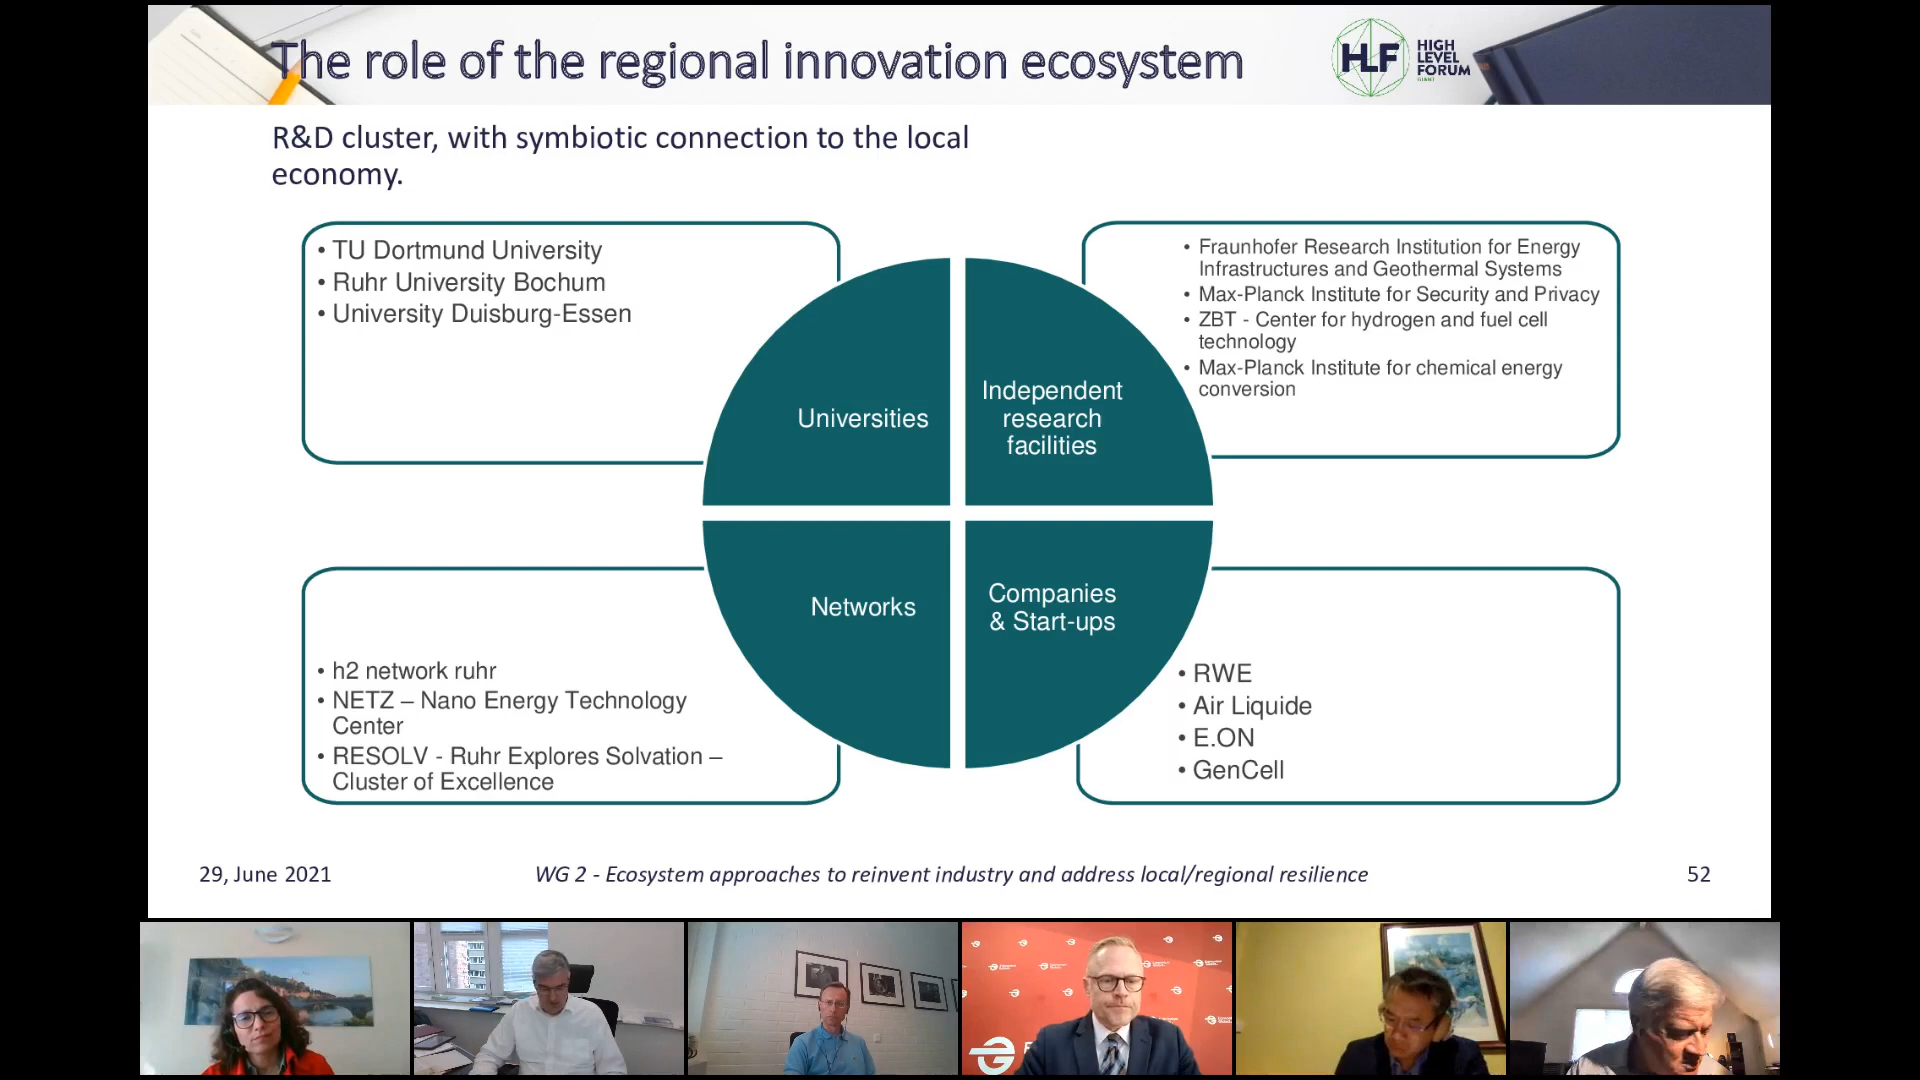 The role of the regional innovation ecosystem
HLF
HIGH
LEVEL
FORUM
GIANT
R&D cluster, with symbiotic connection to the local
economy.
• TU Dortmund University
• Ruhr University Bochum
• University Duisburg-Essen
• Fraunhofer Research Institution for Energy
Infrastructures and Geothermal Systems
• Max-Planck Institute for Security and Privacy
• ZBT - Center for hydrogen and fuel cell
technology
• Max-Planck Institute for chemical energy
conversion
Universities
Independent
research
facilities
Networks
Companies
& Start-ups
• h2 network ruhr
• NETZ – Nano Energy Technology
Center
• RESOLV - Ruhr Explores Solvation –
Cluster of Excellence
• RWE
• Air Liquide
• E.ON
• GenCell
29, June 2021
WG 2 - Ecosystem approaches to reinvent industry and address local/regional resilience
52